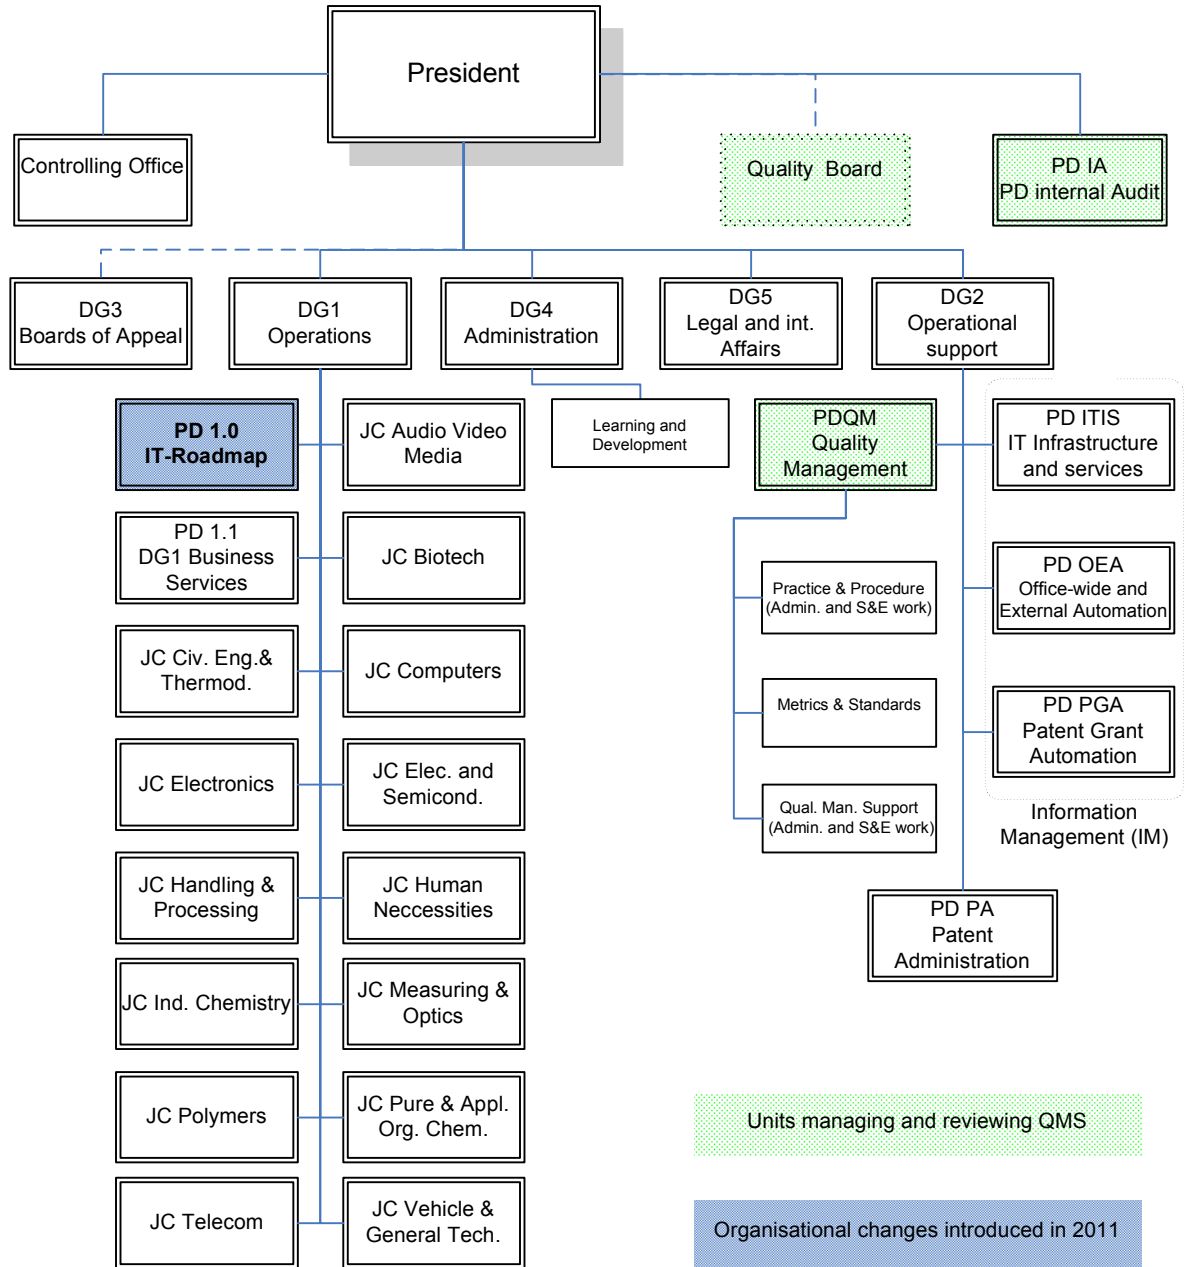 President
Controlling Office
Quality Board
PD IA
PD internal Audit
DG3
Boards of Appeal
DG1
Operations
DG4
Administration
DG5
Legal and int.
Affairs
DG2
Operational
support
PD 1.0
IT-Roadmap
JC Audio Video
Media
Learning and
Development
PDQM
Quality
Management
PD ITIS
IT Infrastructure
and services
PD 1.1
DG1 Business
Services
JC Biotech
Practice & Procedure
(Admin. and S&E work)
PD OEA
Office-wide and
External Automation
JC Civ. Eng.&
Thermod.
JC Computers
Metrics & Standards
PD PGA
Patent Grant
Automation
JC Electronics
JC Elec. and
Semicond.
Qual. Man. Support
(Admin. and S&E work)
Information
Management (IM)
JC Handling &
Processing
JC Human
Neccessities
PD PA
Patent
Administration
JC Ind. Chemistry
JC Measuring &
Optics
JC Polymers
JC Pure & Appl.
Org. Chem.
Units managing and reviewing QMS
JC Telecom
JC Vehicle &
General Tech.
Organisational changes introduced in 2011